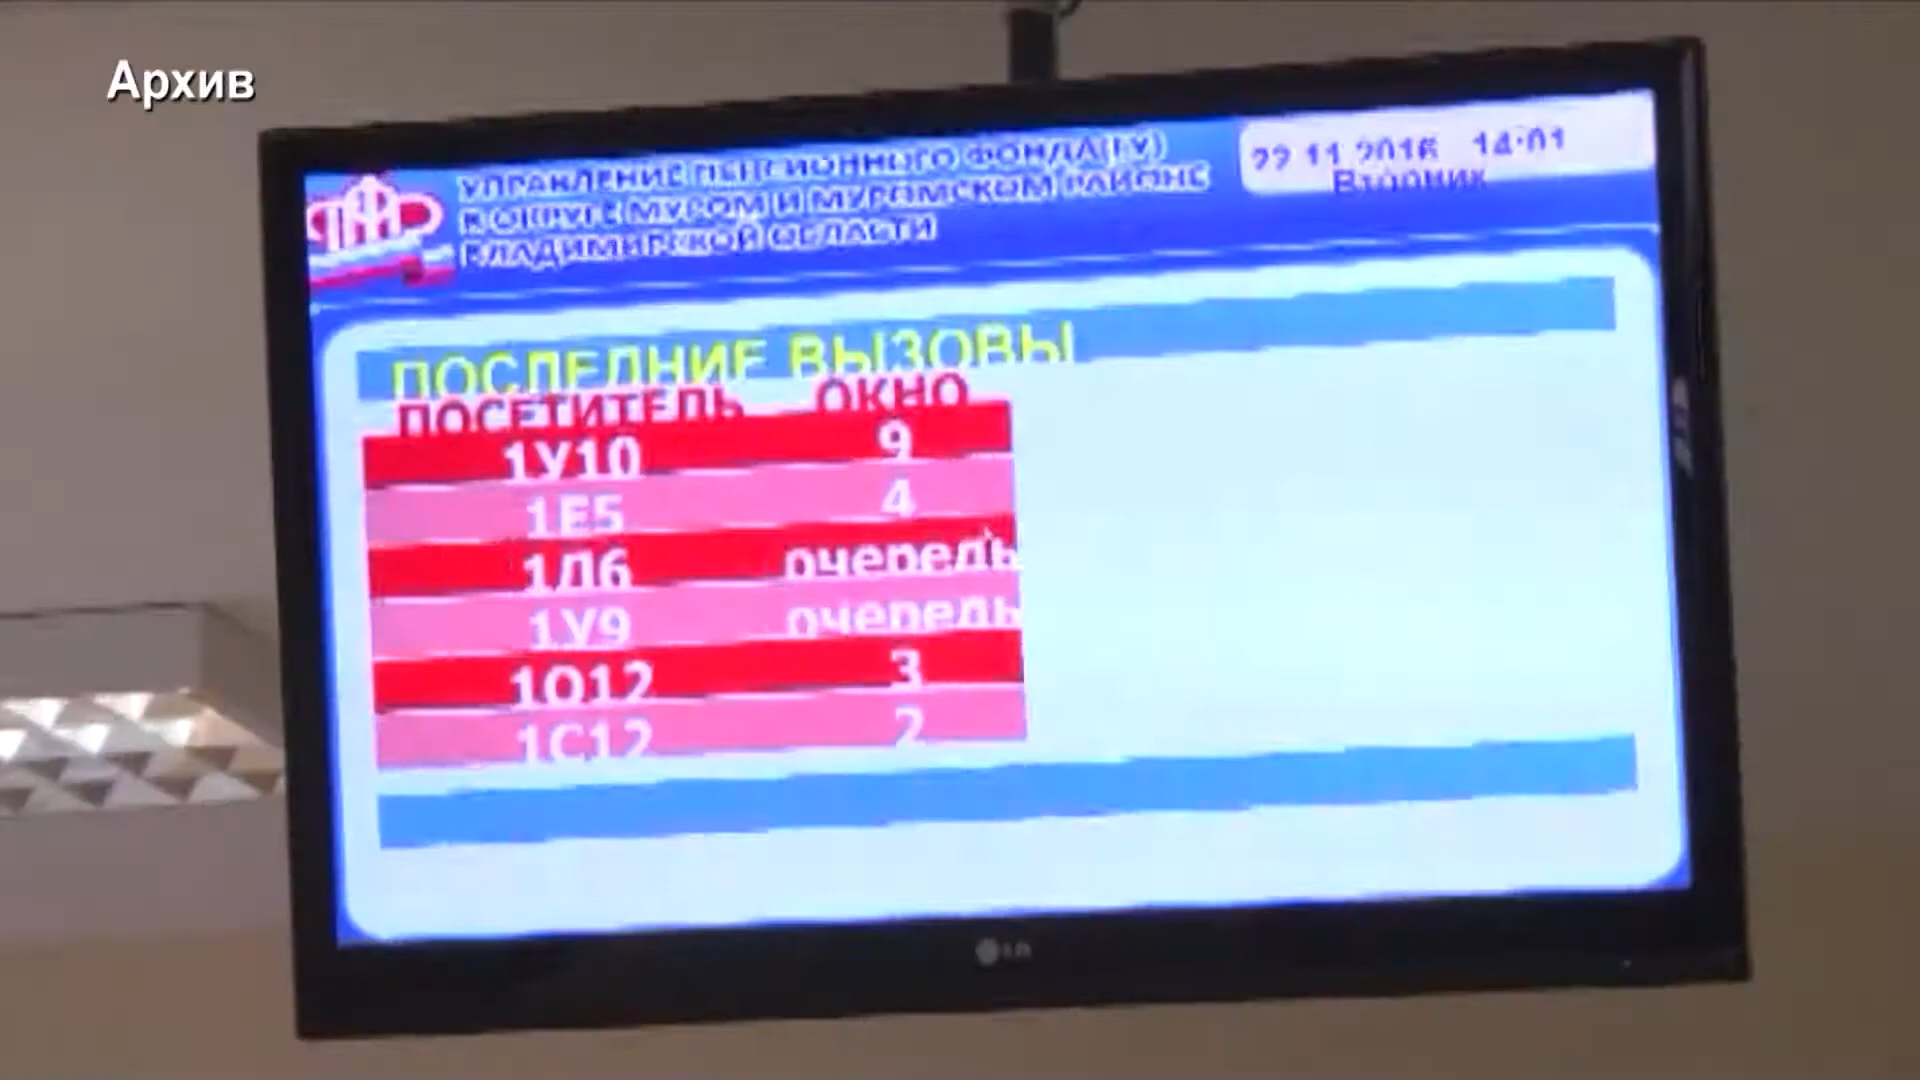 Архив
УПРАВЛЕНИЕ ПЕНСИОННОГО ФОНДА(ГУ)
В ОКРУГЕ МУРОМ И МУРОМСКОМ РАЙОНЕ
ВЛАДИМИРСКОЙ ОБЛАСТИ
22.11.2016 14:01
Вторник
ПОСЛЕДНИЕ ВЫЗОВЫ
ПОСЕТИТЕЛЬ ОКНО
1У10 9
1Е5 4
1Л6 очередь
1У9 очередь
1О12 3
1С12 2
LG